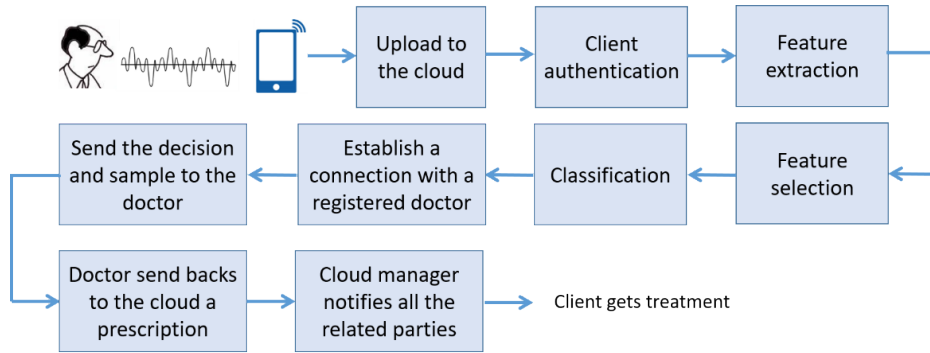 Upload to
the cloud
Client
authentication
Feature
extraction
Send the decision
and sample to the
doctor
Establish a
connection with a
registered doctor
Classification
Feature
selection
Doctor send backs
to the cloud a
prescription
Cloud manager
notifies all the
related parties
Client gets treatment